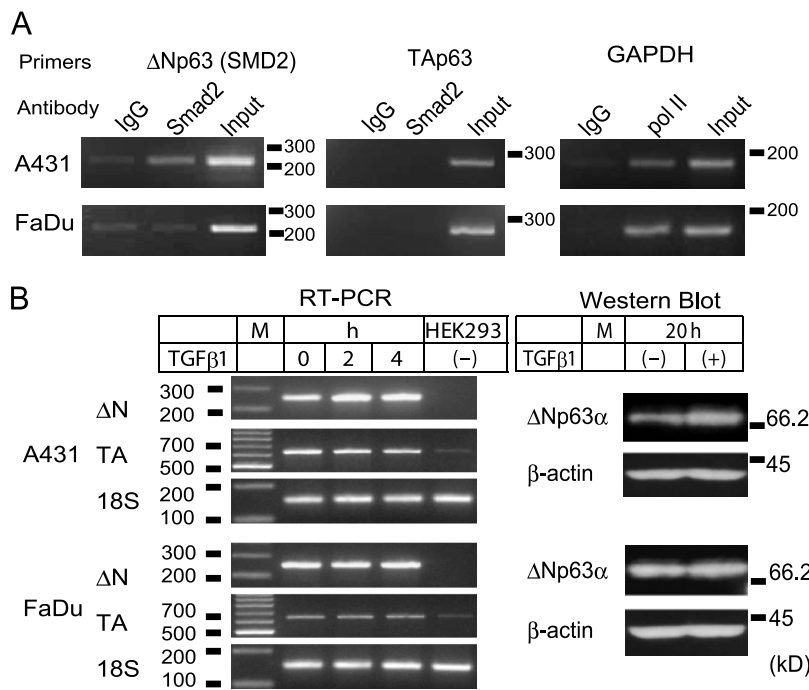 A
Primers ΔNp63 (SMD2) TAp63 GAPDH
Antibody IgG Smad2 Input IgG Smad2 Input IgG pol II Input
A431 300 200 300 200
FaDu 300 200 300 200
B
RT-PCR Western Blot
M h HEK293 M 20 h
TGFβ1 0 2 4 (−) TGFβ1 (−) (+)
A431
ΔN 300 200
TA 700 500
18S 200 100
ΔNp63α 66.2
β-actin 45
FaDu
ΔN 300 200
TA 700 500
18S 200 100
ΔNp63α 66.2
β-actin 45
(kD)